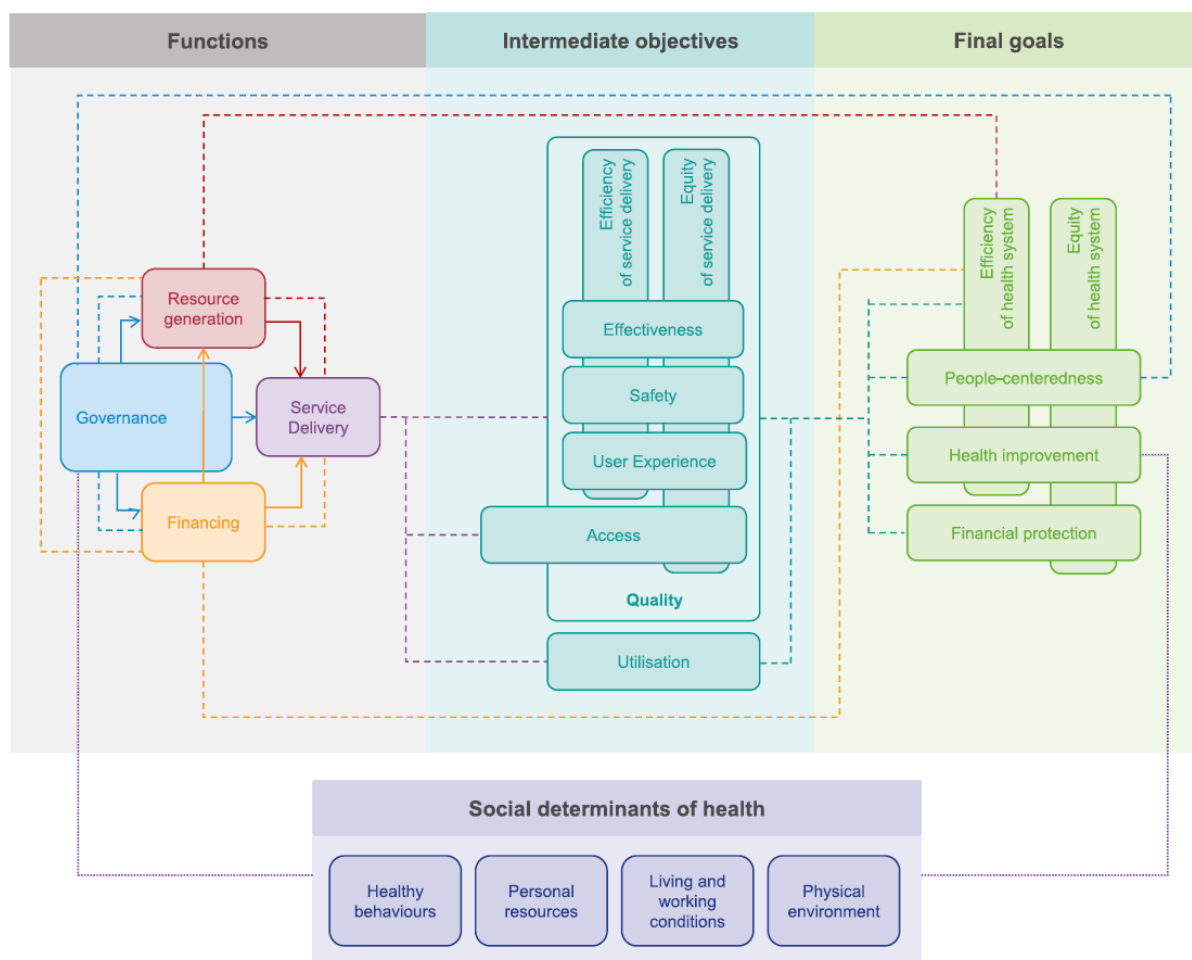 Functions
Intermediate objectives
Final goals
Resource
generation
Governance
Service
Delivery
Financing
Efficiency
of service delivery
Equity
of service delivery
Effectiveness
Safety
User Experience
Access
Quality
Utilisation
Efficiency
of health system
Equity
of health system
People-centeredness
Health improvement
Financial protection
Social determinants of health
Healthy
behaviours
Personal
resources
Living and
working
conditions
Physical
environment